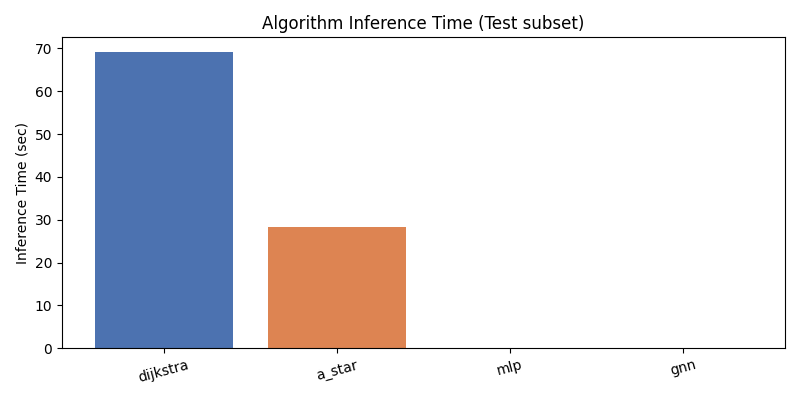 Algorithm Inference Time (Test subset)
Inference Time (sec)
70
60
50
40
30
20
10
0
dijkstra a_star mlp gnn